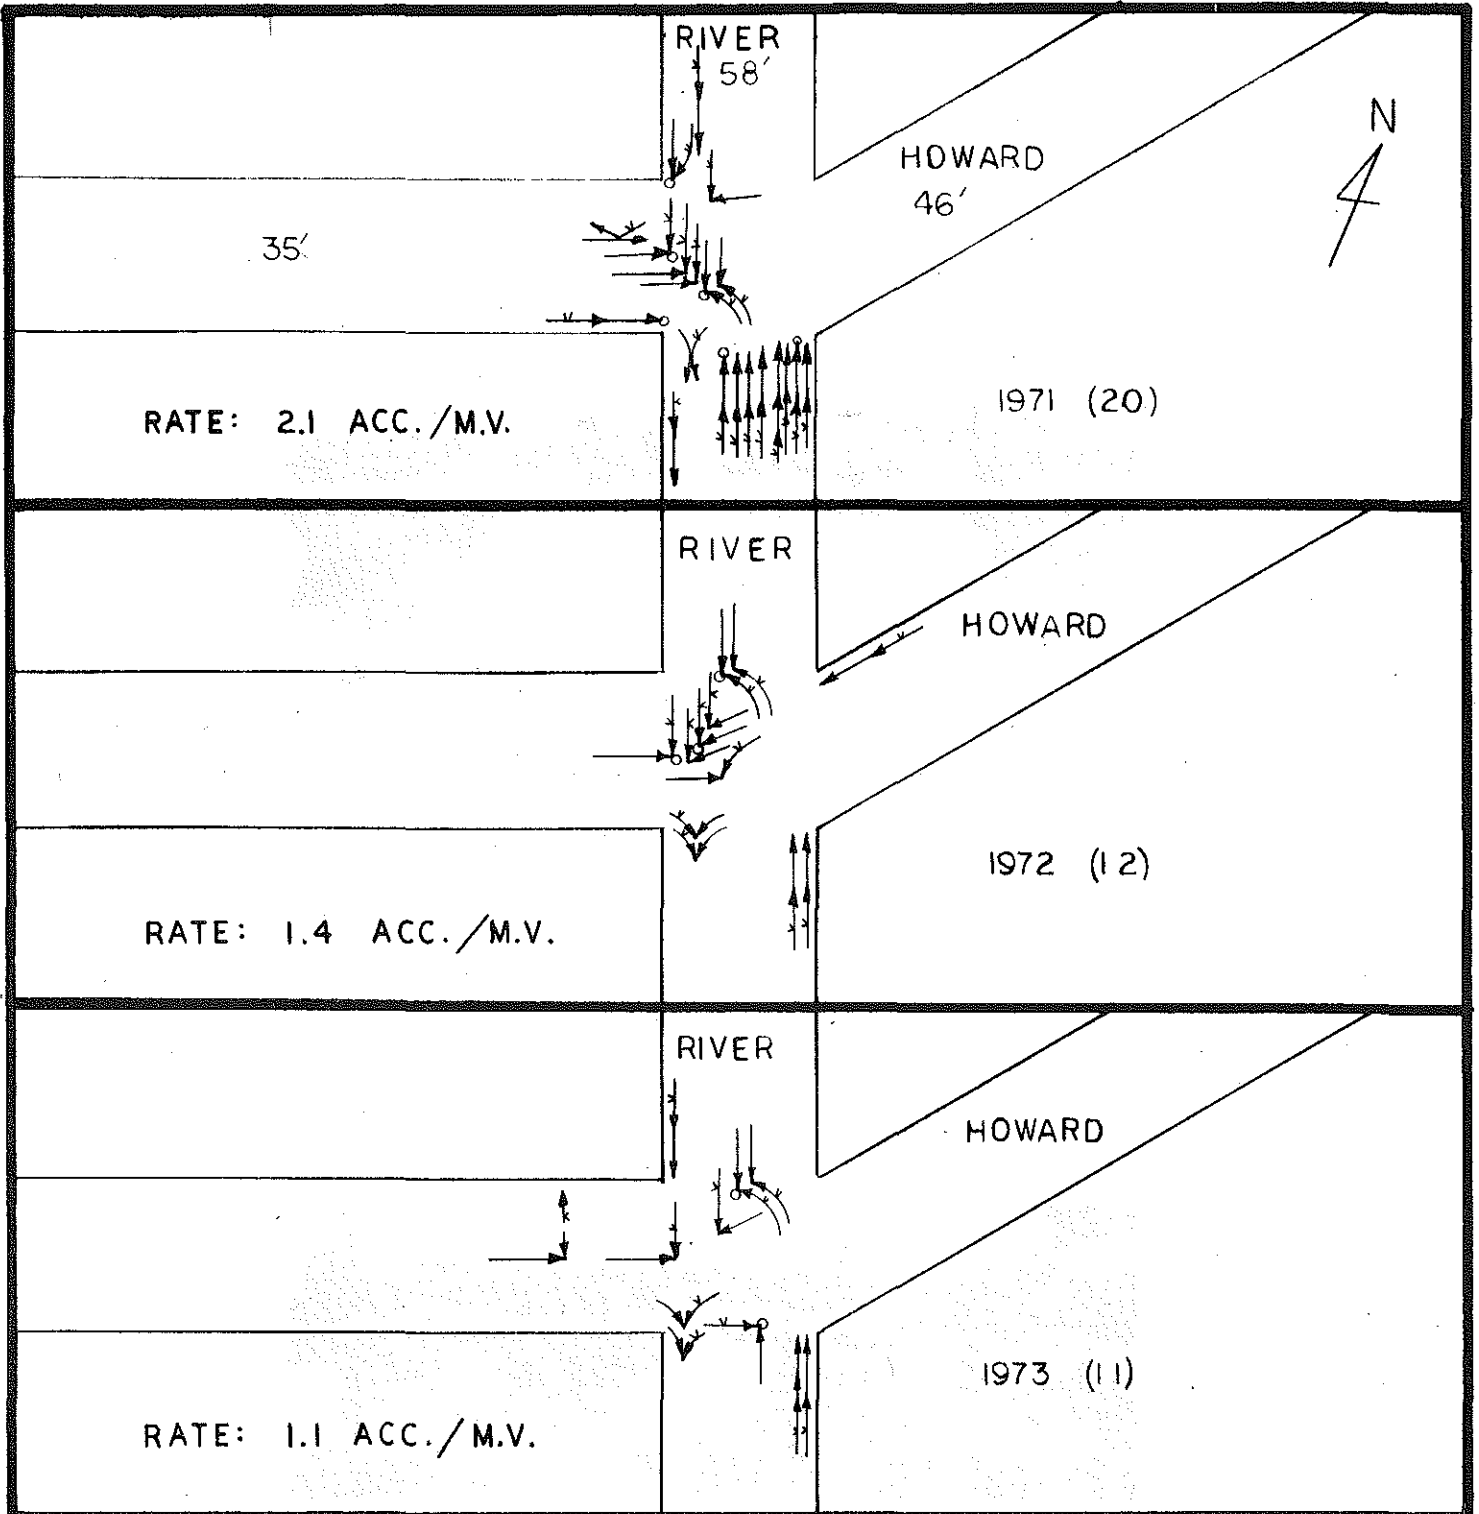 RIVER
58′
HOWARD
46′
N
35′
RATE: 2.1 ACC./M.V.
1971 (20)
RIVER
HOWARD
1972 (12)
RATE: 1.4 ACC./M.V.
RIVER
HOWARD
1973 (11)
RATE: 1.1 ACC./M.V.